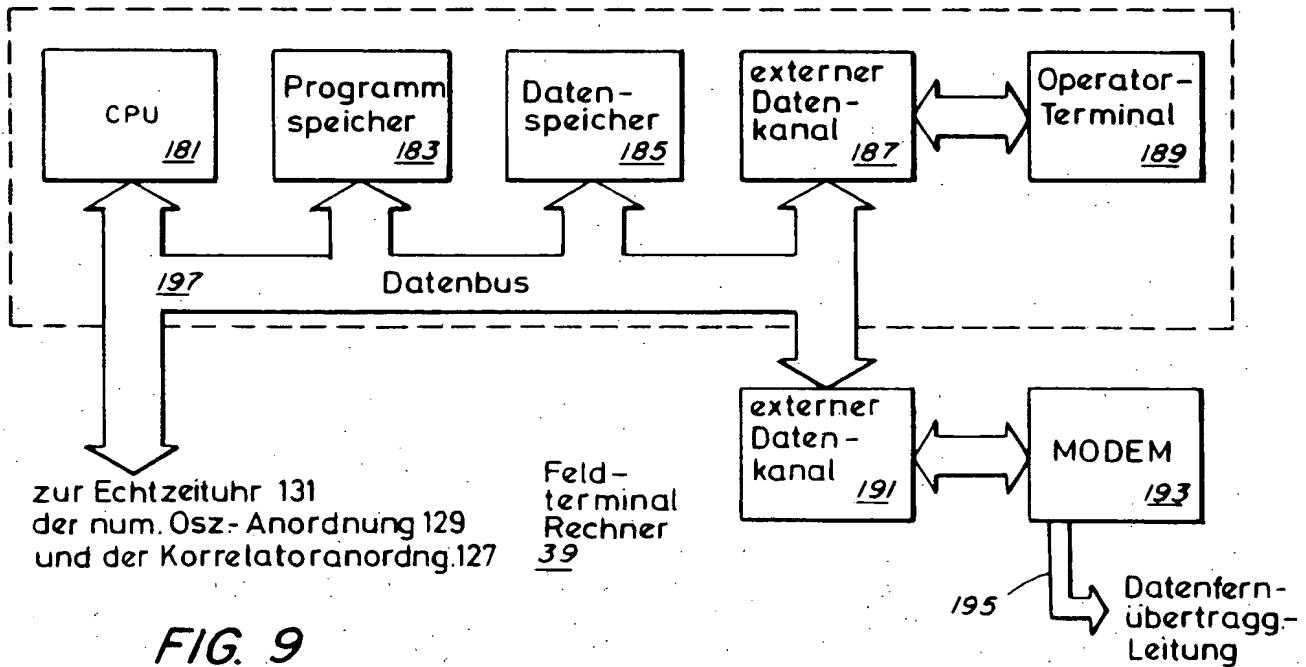 CPU
181
Programm
speicher
183
Daten-
speicher
185
externer
Daten-
kanal
187
Operator-
Terminal
189
197
Datenbus
externer
Daten-
kanal
191
MODEM
193
zur Echtzeituhr 131
der num. Osz.- Anordnung 129
und der Korrelatoranordng.127
Feld-
terminal
Rechner
39
195
Datenfern-
übertragg-
Leitung
FIG. 9